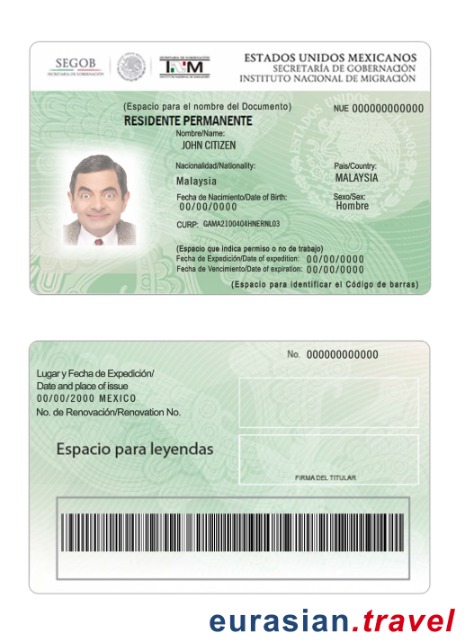 SEGOB
SECRETARÍA DE GOBERNACIÓN
ESTADOS UNIDOS MEXICANOS
SECRETARÍA DE GOBERNACIÓN
INSTITUTO NACIONAL DE MIGRACIÓN
(Espacio para el nombre del Documento)
NUE 000000000000
RESIDENTE PERMANENTE
Nombre/Name:
JOHN CITIZEN
Nacionalidad/Nationality:
País/Country:
Malaysia
MALAYSIA
Fecha de Nacimiento/Date of Birth:
Sexo/Sex:
00/00/0000
Hombre
CURP: GAMA2100404HNERNL03
(Espacio que indica permiso o no de trabajo)
Fecha de Expedición/Date of expedition: 00/00/0000
Fecha de Vencimiento/Date of expiration: 00/00/0000
(Espacio para identificar el Código de barras)
No. 000000000000
Lugar y Fecha de Expedición/
Date and place of issue
00/00/2000 MEXICO
No. de Renovación/Renovation No.
Espacio para leyendas
FIRMA DEL TITULAR
eurasian.travel